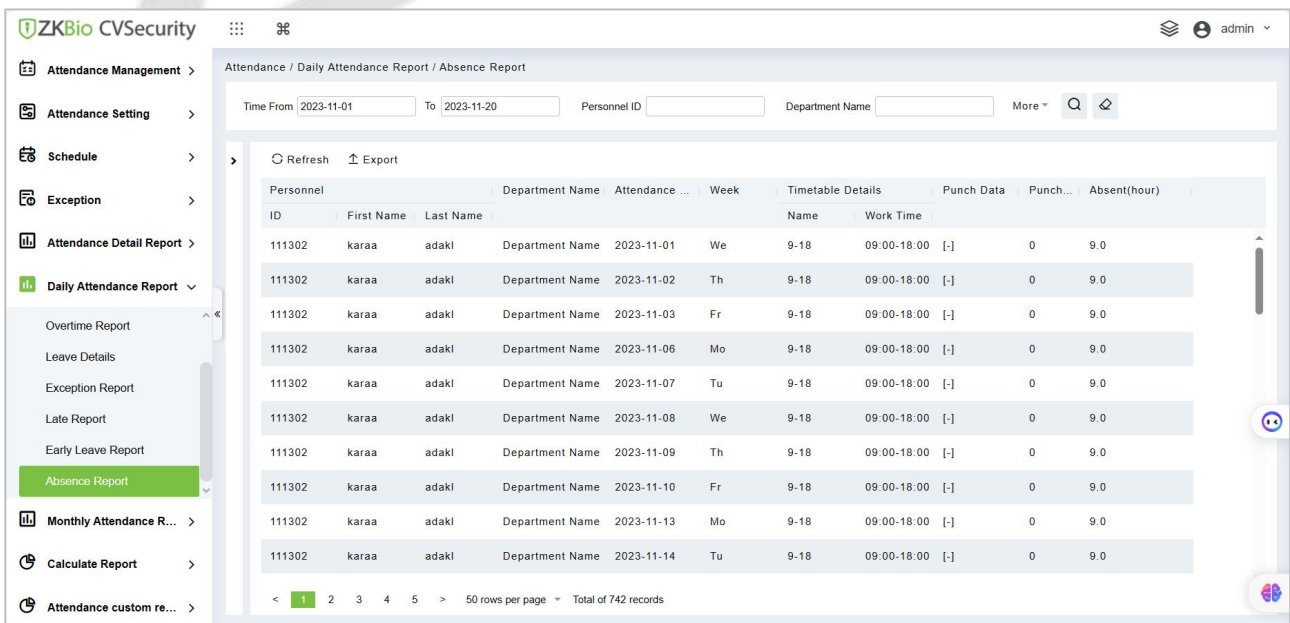 ZKBio CVSecurity
admin
Attendance Management
Attendance Setting
Schedule
Exception
Attendance Detail Report
Daily Attendance Report
Overtime Report
Leave Details
Exception Report
Late Report
Early Leave Report
Absence Report
Monthly Attendance R...
Calculate Report
Attendance custom re...
Attendance / Daily Attendance Report / Absence Report
Time From 2023-11-01 To 2023-11-20 Personnel ID Department Name More
Refresh Export
Personnel Department Name Attendance ... Week Timetable Details Punch Data Punch... Absent(hour)
ID First Name Last Name Name Work Time
111302 karaa adakl Department Name 2023-11-01 We 9-18 09:00-18:00 [-] 0 9.0
111302 karaa adakl Department Name 2023-11-02 Th 9-18 09:00-18:00 [-] 0 9.0
111302 karaa adakl Department Name 2023-11-03 Fr 9-18 09:00-18:00 [-] 0 9.0
111302 karaa adakl Department Name 2023-11-06 Mo 9-18 09:00-18:00 [-] 0 9.0
111302 karaa adakl Department Name 2023-11-07 Tu 9-18 09:00-18:00 [-] 0 9.0
111302 karaa adakl Department Name 2023-11-08 We 9-18 09:00-18:00 [-] 0 9.0
111302 karaa adakl Department Name 2023-11-09 Th 9-18 09:00-18:00 [-] 0 9.0
111302 karaa adakl Department Name 2023-11-10 Fr 9-18 09:00-18:00 [-] 0 9.0
111302 karaa adakl Department Name 2023-11-13 Mo 9-18 09:00-18:00 [-] 0 9.0
111302 karaa adakl Department Name 2023-11-14 Tu 9-18 09:00-18:00 [-] 0 9.0
< 1 2 3 4 5 > 50 rows per page Total of 742 records